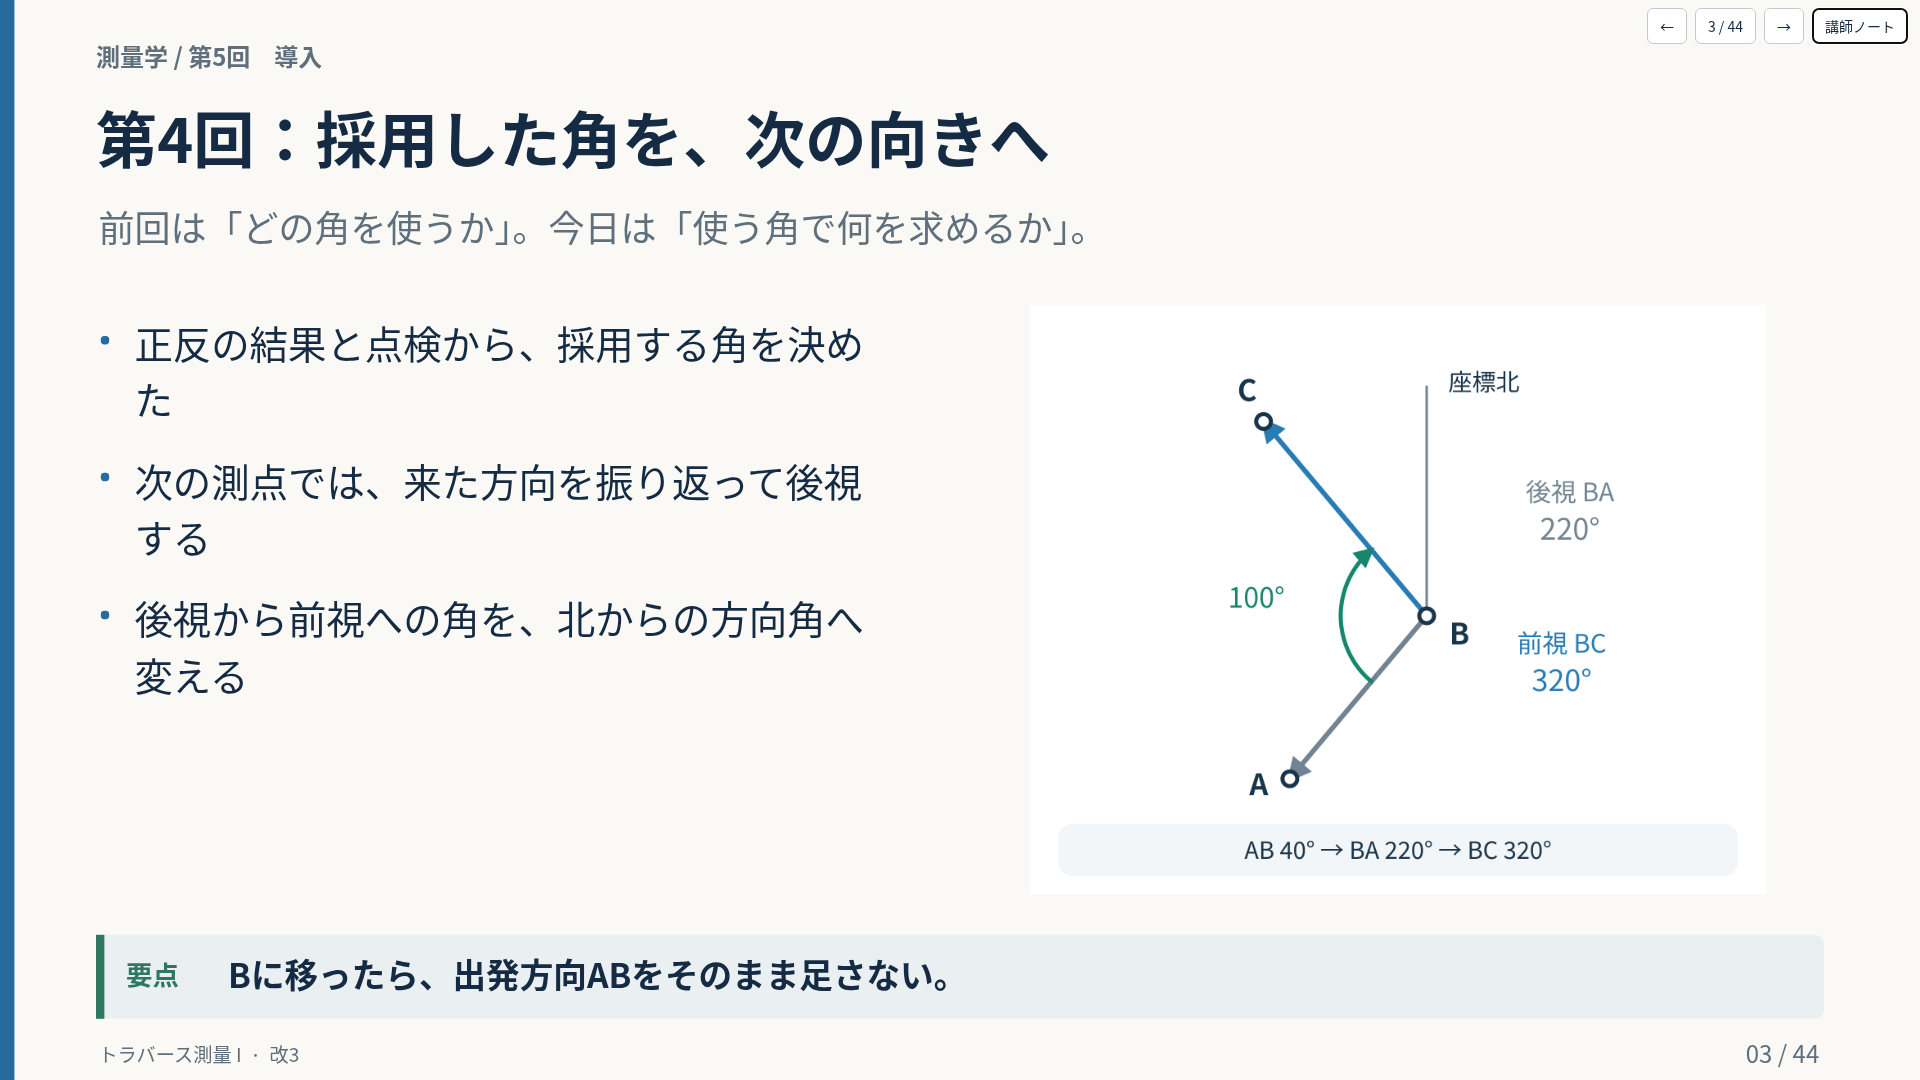 ←
3 / 44
→
講師ノート
測量学 / 第5回　導入
第4回：採用した角を、次の向きへ
前回は「どの角を使うか」。今日は「使う角で何を求めるか」。
• 正反の結果と点検から、採用する角を決め
た
• 次の測点では、来た方向を振り返って後視
する
• 後視から前視への角を、北からの方向角へ
変える
C
座標北
後視 BA
220°
100°
B
前視 BC
320°
A
AB 40° → BA 220° → BC 320°
要点　Bに移ったら、出発方向ABをそのまま足さない。
トラバース測量 I · 改3
03 / 44